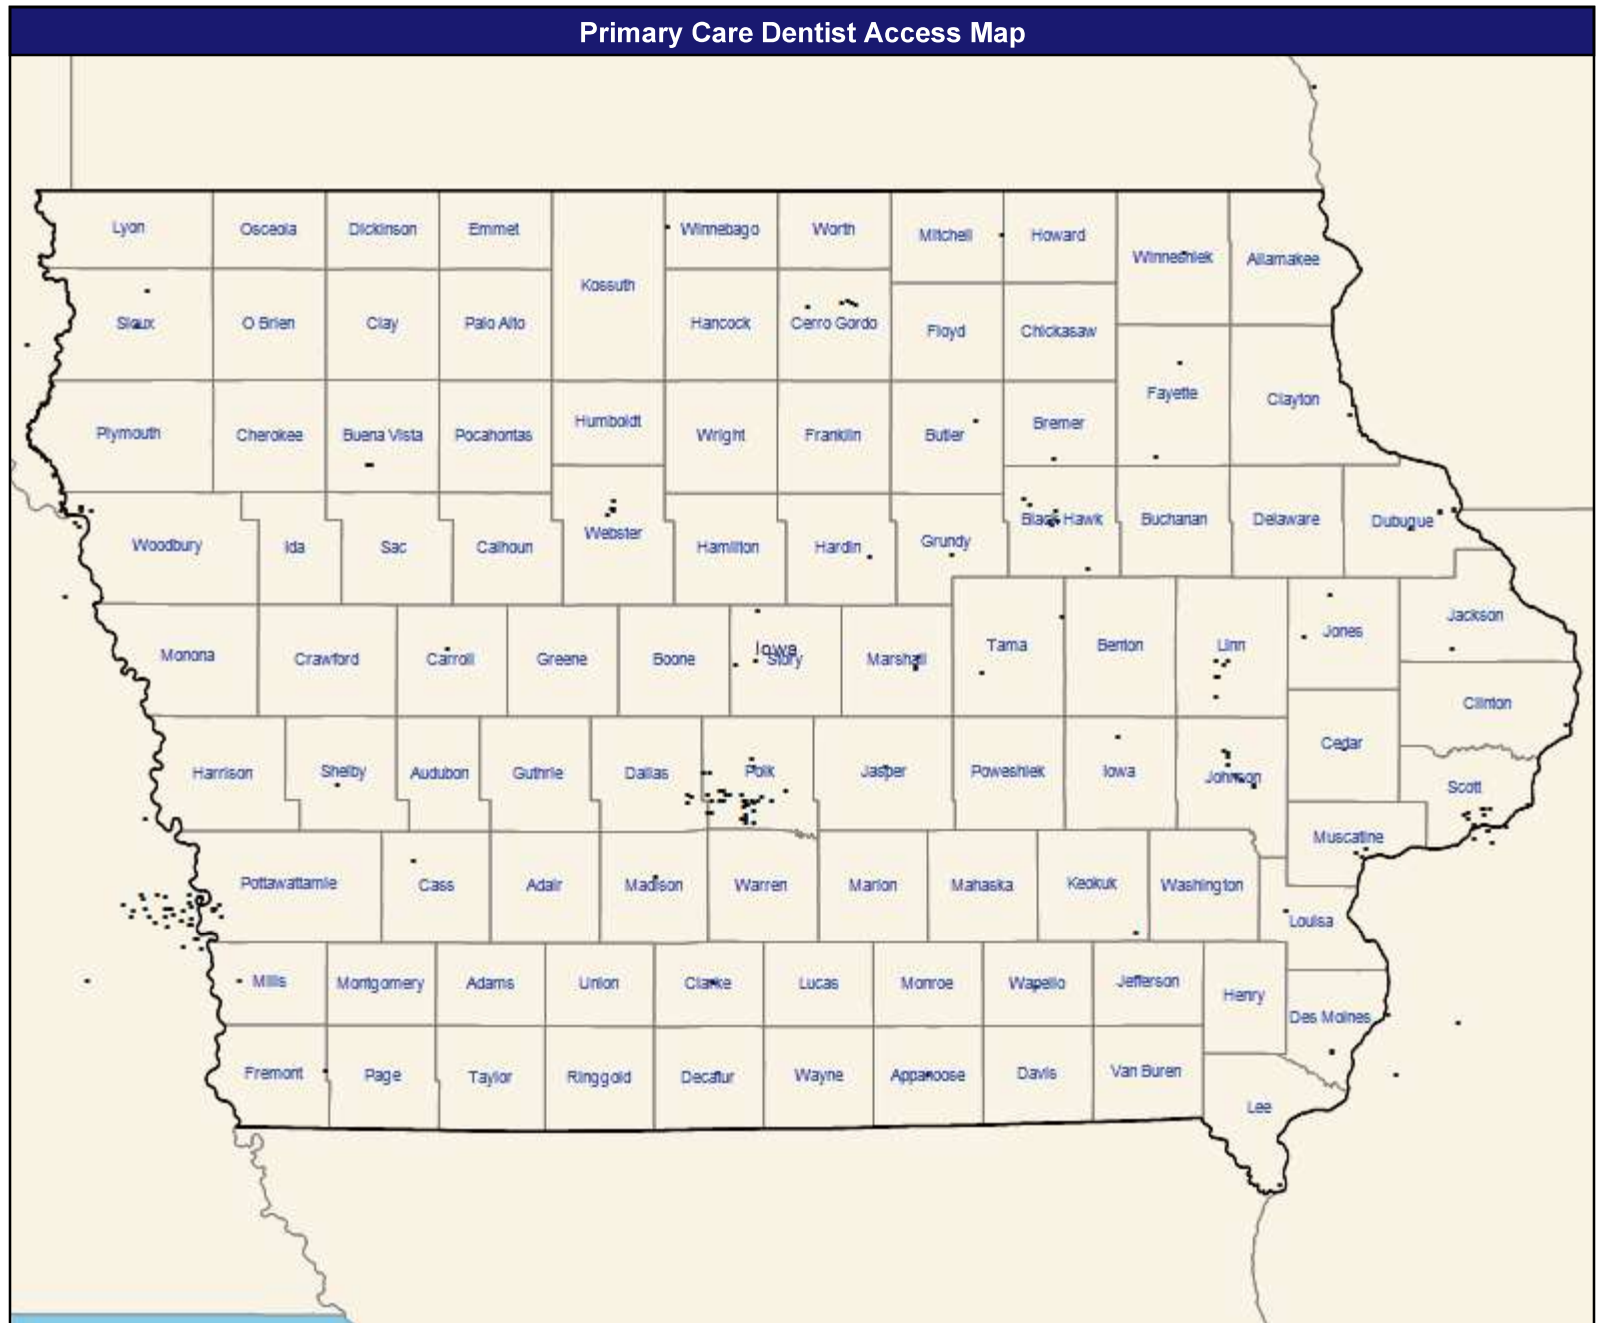 Primary Care Dentist Access Map
Lyon Osceola Dickinson Emmet Winnebago Worth Mitchell Howard
Winneshiek Allamakee
Kossuth
Sioux O Brien Clay Palo Alto Hancock Cerro Gordo Floyd Chickasaw
Fayette Clayton
Plymouth Cherokee Buena Vista Pocahontas Humboldt Wright Franklin Butler Bremer
Woodbury Ida Sac Calhoun Webster Hamilton Hardin Grundy Black Hawk Buchanan Delaware Dubuque
Monona Crawford Carroll Greene Boone Iowa Story Marshall Tama Benton Linn Jones Jackson
Clinton
Harrison Shelby Audubon Guthrie Dallas Polk Jasper Poweshiek Iowa Johnson Cedar Scott
Muscatine
Pottawattamie Cass Adair Madison Warren Marion Mahaska Keokuk Washington
Louisa
Mills Montgomery Adams Union Clarke Lucas Monroe Wapello Jefferson Henry
Des Moines
Fremont Page Taylor Ringgold Decatur Wayne Appanoose Davis Van Buren
Lee